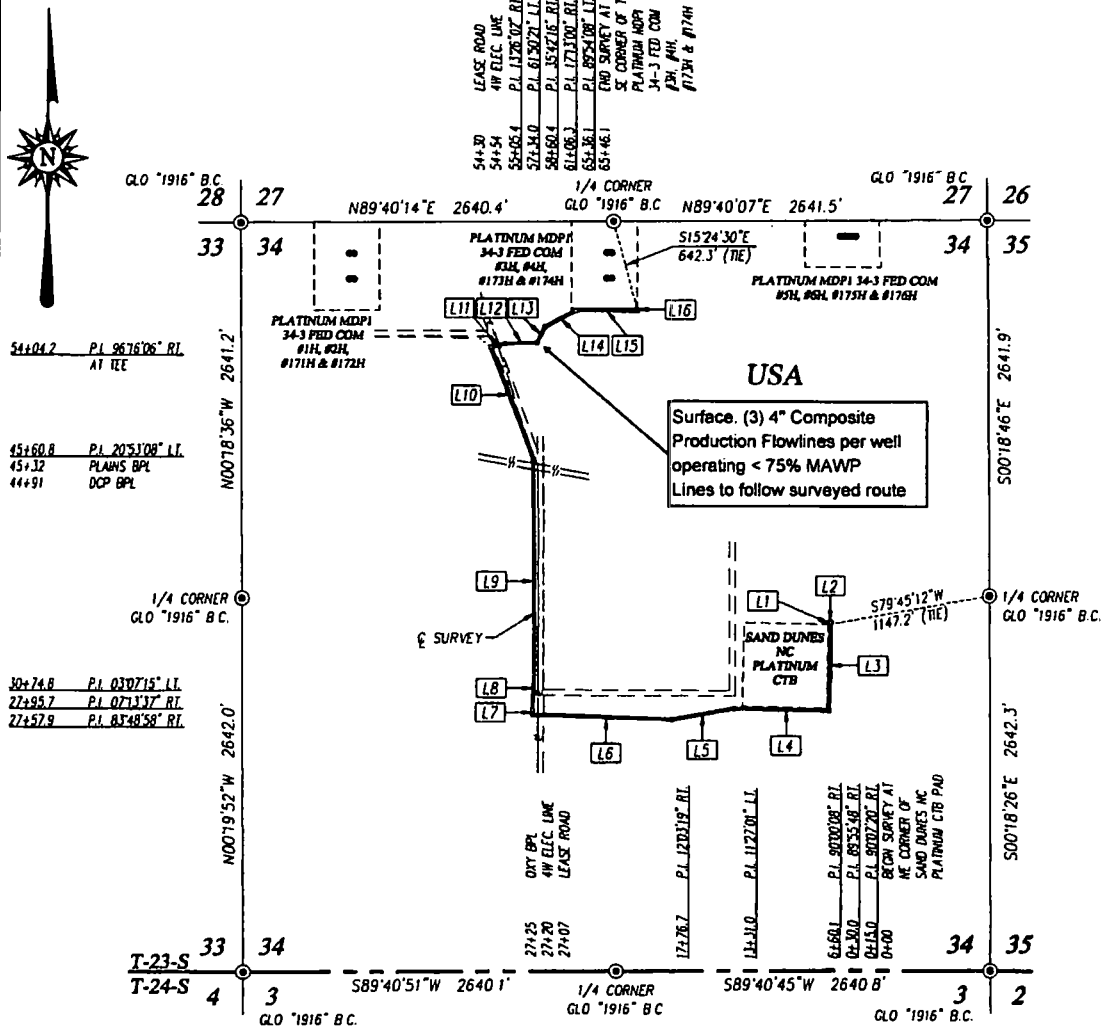 54+30 LEASE ROAD
54+54 4W ELEC. LINE
55+05.4 P.I. 13°26'02" RT.
57+34.0 P.I. 61°50'21" LT.
58+60.4 P.I. 35°42'16" RT.
61+06.3 P.I. 17°13'00" RT.
65+36.1 P.I. 89°54'08" LT.
65+46.1 END SURVEY AT
SE CORNER OF
PLATINUM MDP1
34-3 FED COM
#3H, #4H,
#173H & #174H
N
GLO "1916" B.C.
28 27
N89°40'14"E 2640.4'
1/4 CORNER
GLO "1916" B.C
N89°40'07"E 2641.5'
GLO "1916" B.C
27 26
33 34
34 35
PLATINUM MDP1
34-3 FED COM
#3H, #4H,
#173H & #174H
S15°24'30"E
642.3' (TIE)
PLATINUM MDP1 34-3 FED COM
#5H, #6H, #175H & #176H
PLATINUM MDP1
34-3 FED COM
#1H, #2H,
#171H & #172H
L11 L12 L13
L16
L14 L15
54+04.2 P.I. 96°16'06" RT.
AT TEE
N00°18'36"W 2641.2'
L10
USA
Surface. (3) 4" Composite
Production Flowlines per well
operating < 75% MAWP
Lines to follow surveyed route
S00°18'46"E 2641.9'
45+60.8 P.I. 20°53'08" LT.
45+32 PLAINS BPL
44+91 DCP BPL
L9
1/4 CORNER
GLO "1916" B.C.
L1
L2
S79°45'12"W
1147.2' (TIE)
1/4 CORNER
GLO "1916" B.C.
℄ SURVEY
SAND DUNES
NC
PLATINUM
CTB
L3
30+74.8 P.I. 03°07'15" LT.
27+95.7 P.I. 07°13'37" RT.
27+57.9 P.I. 83°48'58" RT.
L8
L7
L6
L5
L4
N00°19'52"W 2642.0'
S00°18'26"E 2642.3'
27+25 OXY BPL
27+20 4W ELEC. LINE
27+07 LEASE ROAD
17+76.7 P.I. 12°03'19" RT.
13+31.0 P.I. 11°27'01" LT.
6+60.1 P.I. 90°00'08" RT.
0+30.0 P.I. 89°55'48" RT.
0+15.0 P.I. 90°07'20" RT.
0+00 BEGIN SURVEY AT
NE CORNER OF
SAND DUNES NC
PLATINUM CTB PAD
33 34
34 35
T-23-S
T-24-S
4 3
S89°40'51"W 2640 1'
1/4 CORNER
GLO "1916" B.C.
S89°40'45"W 2640 8'
3 2
GLO "1916" B C.
GLO "1916" B.C.